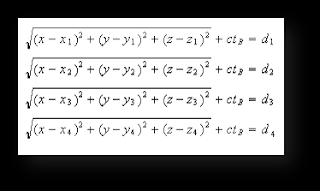 √(x − x₁)² + (y − y₁)² + (z − z₁)² + ct_B = d₁
√(x − x₂)² + (y − y₂)² + (z − z₂)² + ct_B = d₂
√(x − x₃)² + (y − y₃)² + (z − z₃)² + ct_B = d₃
√(x − x₄)² + (y − y₄)² + (z − z₄)² + ct_B = d₄